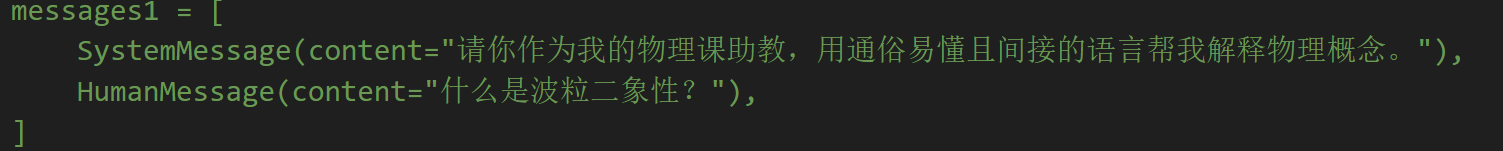 messages1 = [
    SystemMessage(content="请你作为我的物理课助教，用通俗易懂且间接的语言帮我解释物理概念。"),
    HumanMessage(content="什么是波粒二象性？"),
]